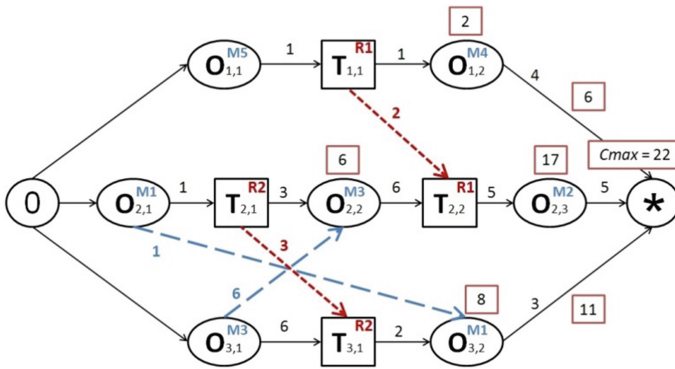 2
M5
O1,1
1
R1
T1,1
1
M4
O1,2
4
6
2
6
17
Cmax = 22
0
M1
O2,1
1
R2
T2,1
3
M3
O2,2
6
R1
T2,2
5
M2
O2,3
5
*
1
3
6
8
M3
O3,1
6
R2
T3,1
2
M1
O3,2
3
11